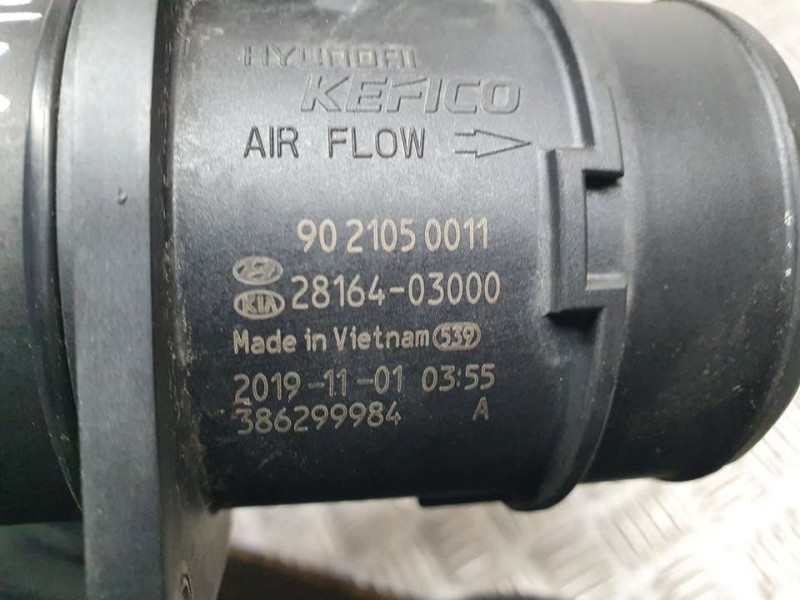 HYUNDAI
KEFICO
AIR FLOW
90 2105 0011
KIA 28164-03000
Made in Vietnam 539
2019-11-01 03:55
386299984 A